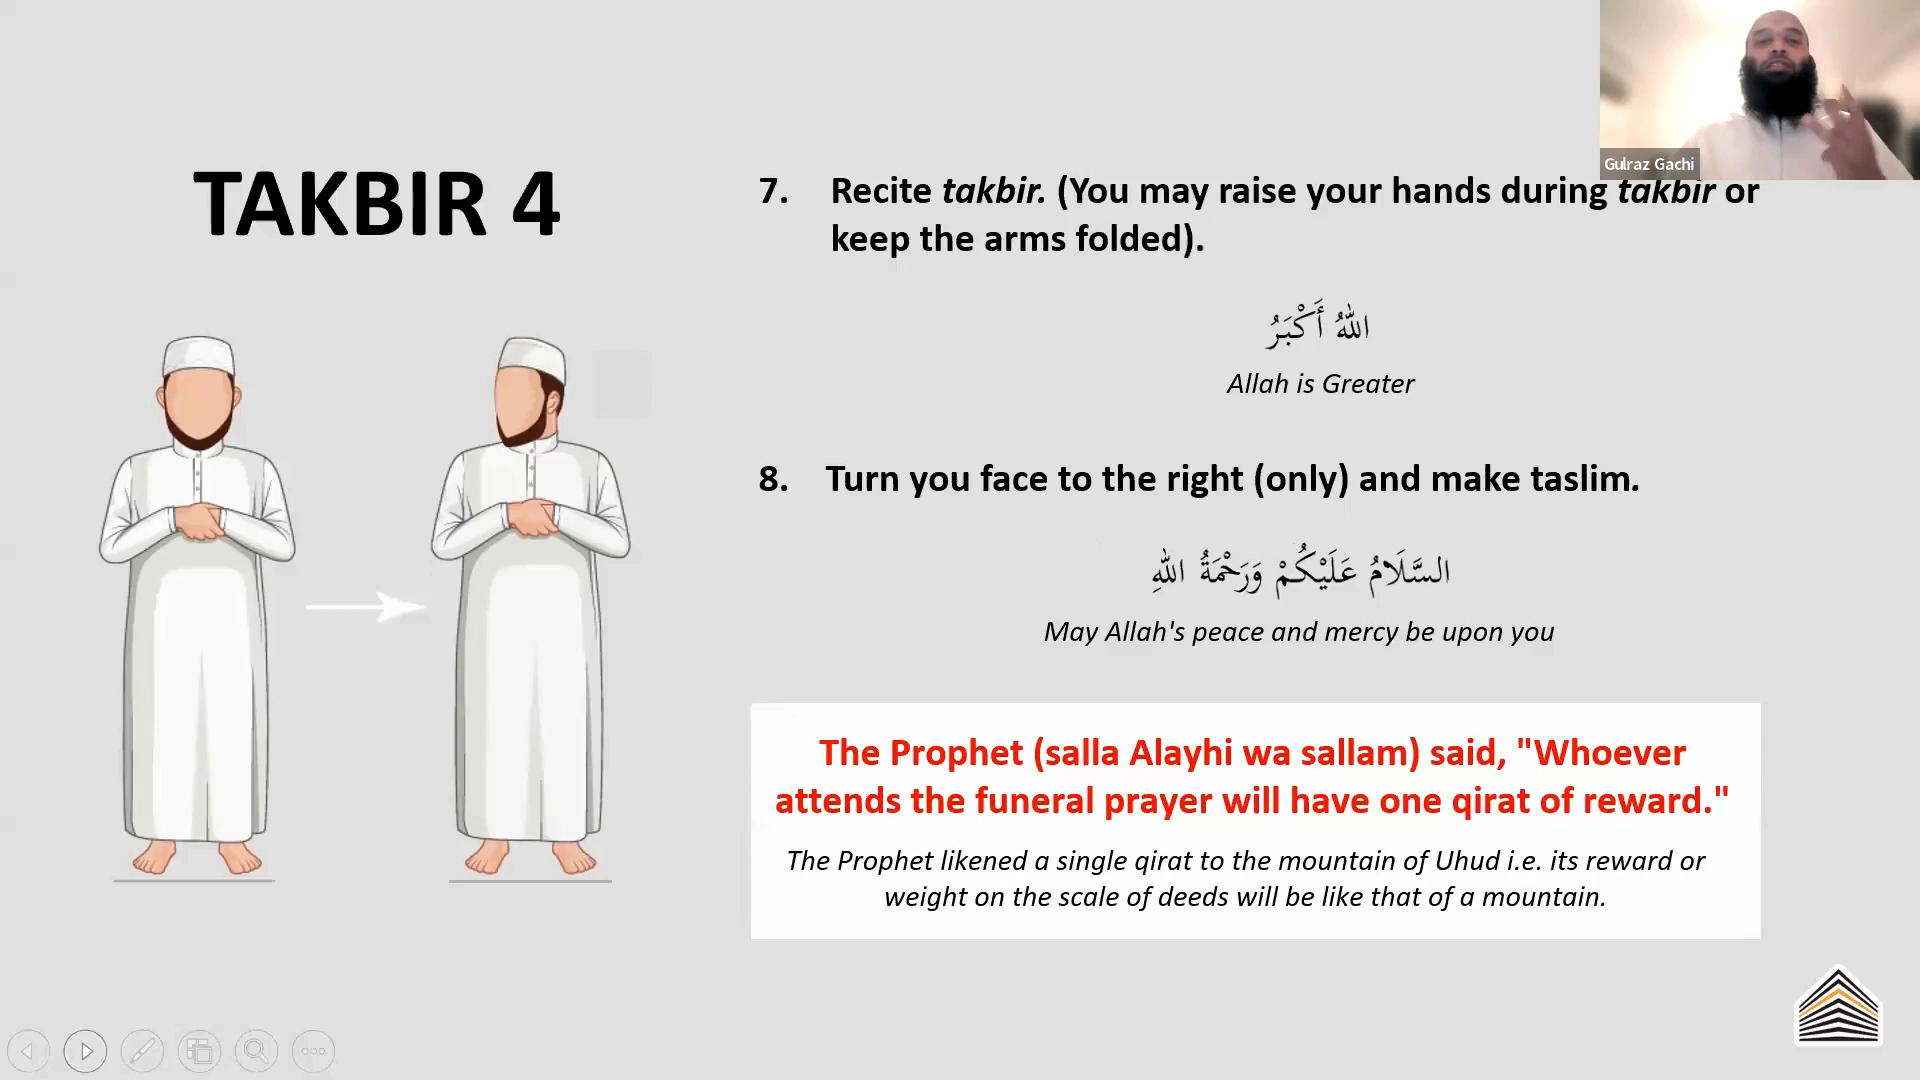 Gulraz Gachi
TAKBIR 4
7. Recite takbir. (You may raise your hands during takbir or
keep the arms folded).
اللهُ أَكْبَرُ
Allah is Greater
8. Turn you face to the right (only) and make taslim.
السَّلَامُ عَلَيْكُمْ وَرَحْمَةُ اللهِ
May Allah's peace and mercy be upon you
The Prophet (salla Alayhi wa sallam) said, "Whoever
attends the funeral prayer will have one qirat of reward."
The Prophet likened a single qirat to the mountain of Uhud i.e. its reward or
weight on the scale of deeds will be like that of a mountain.